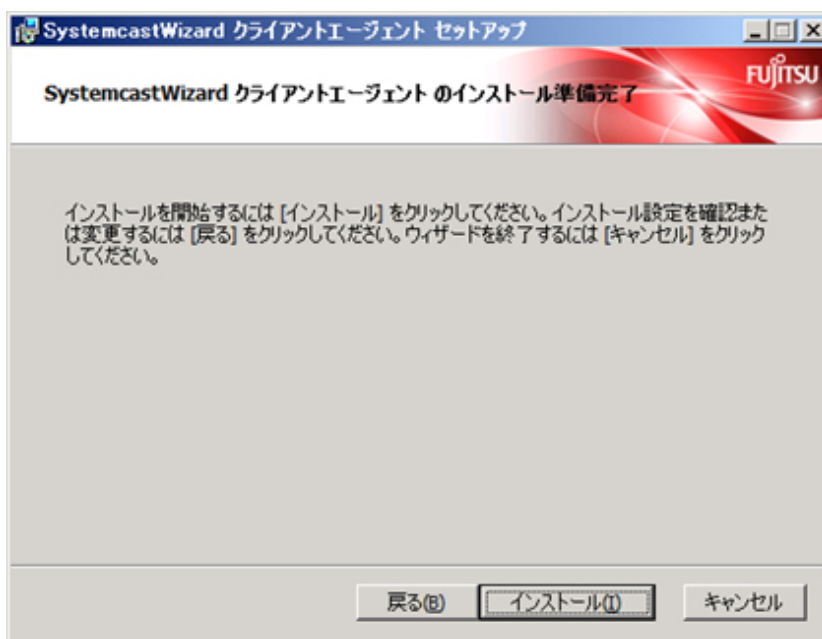 SystemcastWizard クライアントエージェント セットアップ
FUJITSU
SystemcastWizard クライアントエージェント のインストール準備完了
インストールを開始するには [インストール] をクリックしてください。インストール設定を確認また
は変更するには [戻る] をクリックしてください。ウィザードを終了するには [キャンセル] をクリック
してください。
戻る(B) インストール(I) キャンセル